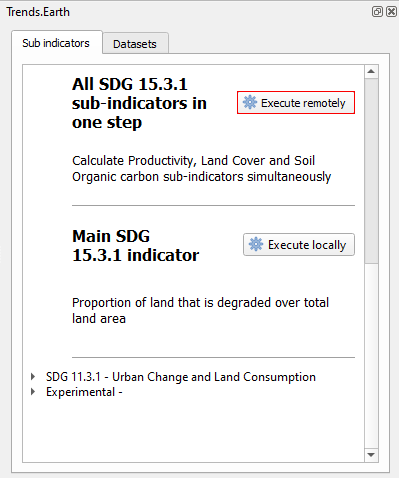 Trends.Earth
Sub indicators
Datasets
All SDG 15.3.1
sub-indicators in
one step
Execute remotely
Calculate Productivity, Land Cover and Soil
Organic carbon sub-indicators simultaneously
Main SDG
15.3.1 indicator
Execute locally
Proportion of land that is degraded over total
land area
SDG 11.3.1 - Urban Change and Land Consumption
Experimental -